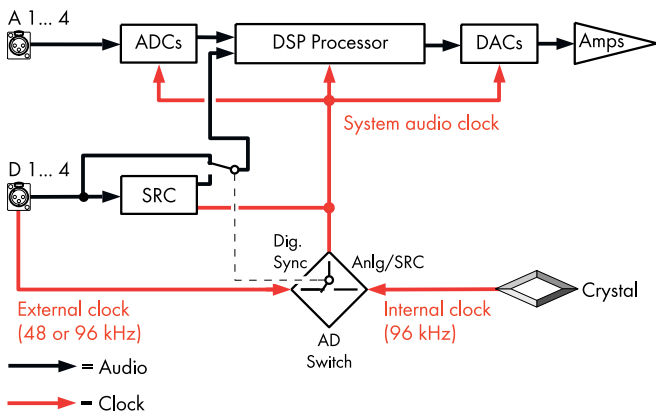 A 1... 4
ADCs
DSP Processor
DACs
Amps
System audio clock
D 1... 4
SRC
Dig.
Sync
Anlg/SRC
Crystal
External clock
(48 or 96 kHz)
Internal clock
(96 kHz)
AD
Switch
= Audio
= Clock